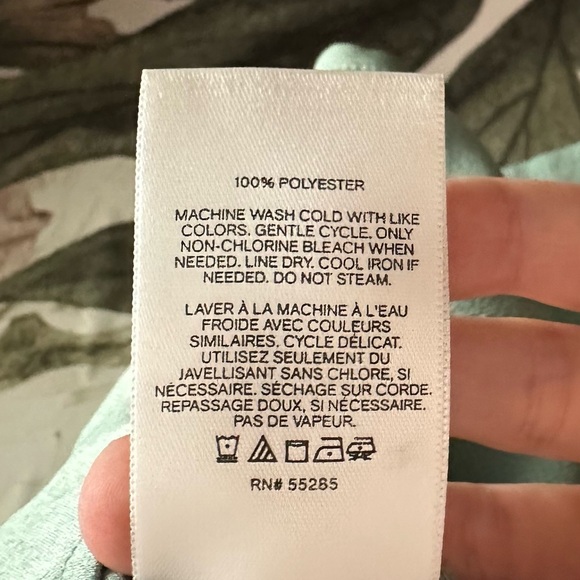 100% POLYESTER
MACHINE WASH COLD WITH LIKE
COLORS. GENTLE CYCLE. ONLY
NON-CHLORINE BLEACH WHEN
NEEDED. LINE DRY. COOL IRON IF
NEEDED. DO NOT STEAM.
LAVER À LA MACHINE À L'EAU
FROIDE AVEC COULEURS
SIMILAIRES. CYCLE DÉLICAT.
UTILISEZ SEULEMENT DU
JAVELLISANT SANS CHLORE, SI
NÉCESSAIRE. SÉCHAGE SUR CORDE.
REPASSAGE DOUX, SI NÉCESSAIRE.
PAS DE VAPEUR.
RN# 55285